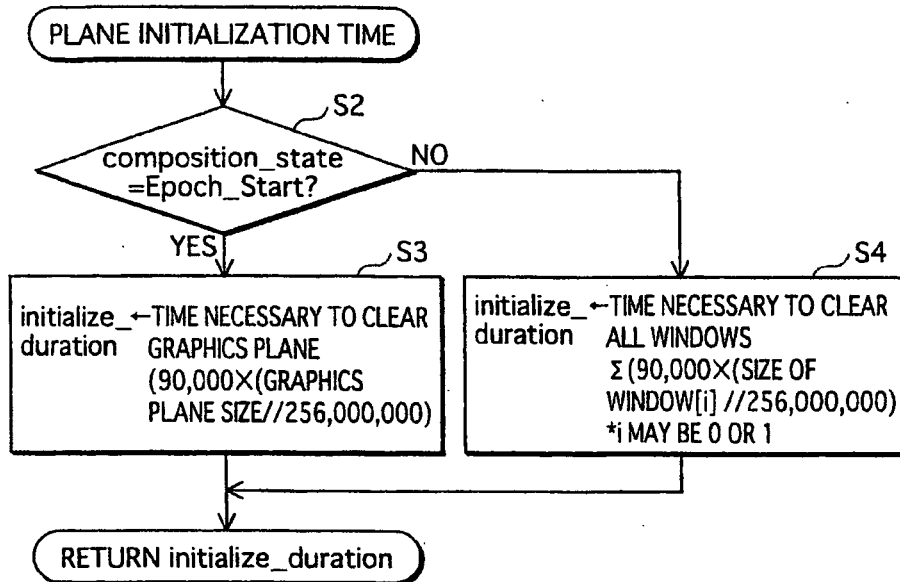 PLANE INITIALIZATION TIME
S2
composition_state
=Epoch_Start?
NO
YES
S3
initialize_←TIME NECESSARY TO CLEAR
duration GRAPHICS PLANE
(90,000×(GRAPHICS
PLANE SIZE//256,000,000)
S4
initialize_←TIME NECESSARY TO CLEAR
duration ALL WINDOWS
Σ(90,000×(SIZE OF
WINDOW[i] //256,000,000)
*i MAY BE 0 OR 1
RETURN initialize_duration